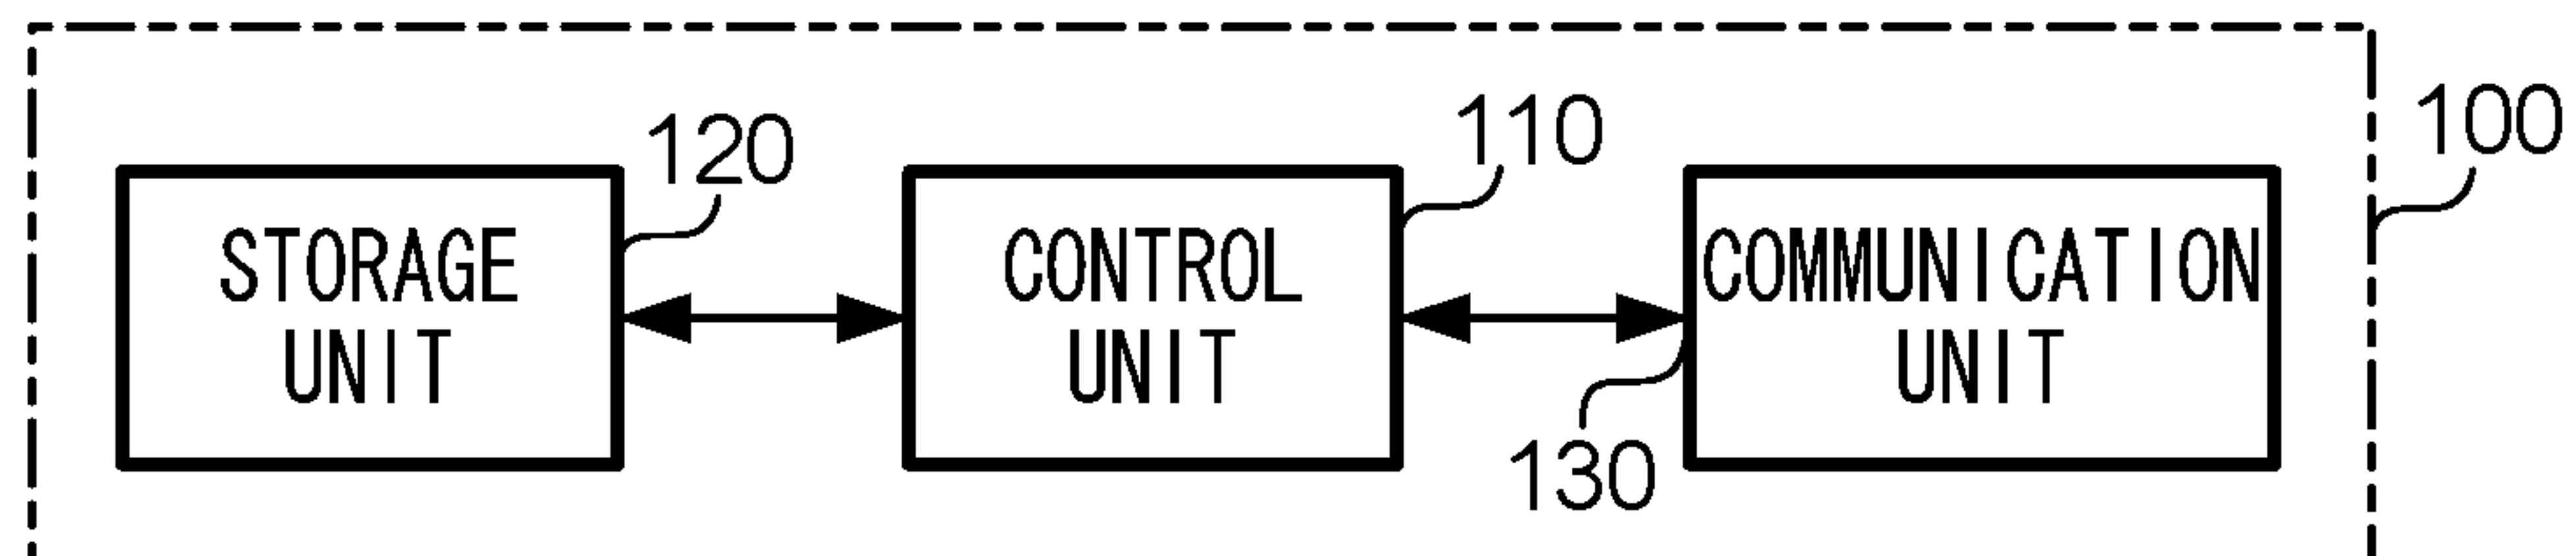 100
120
110
STORAGE
UNIT
CONTROL
UNIT
COMMUNICATION
UNIT
130